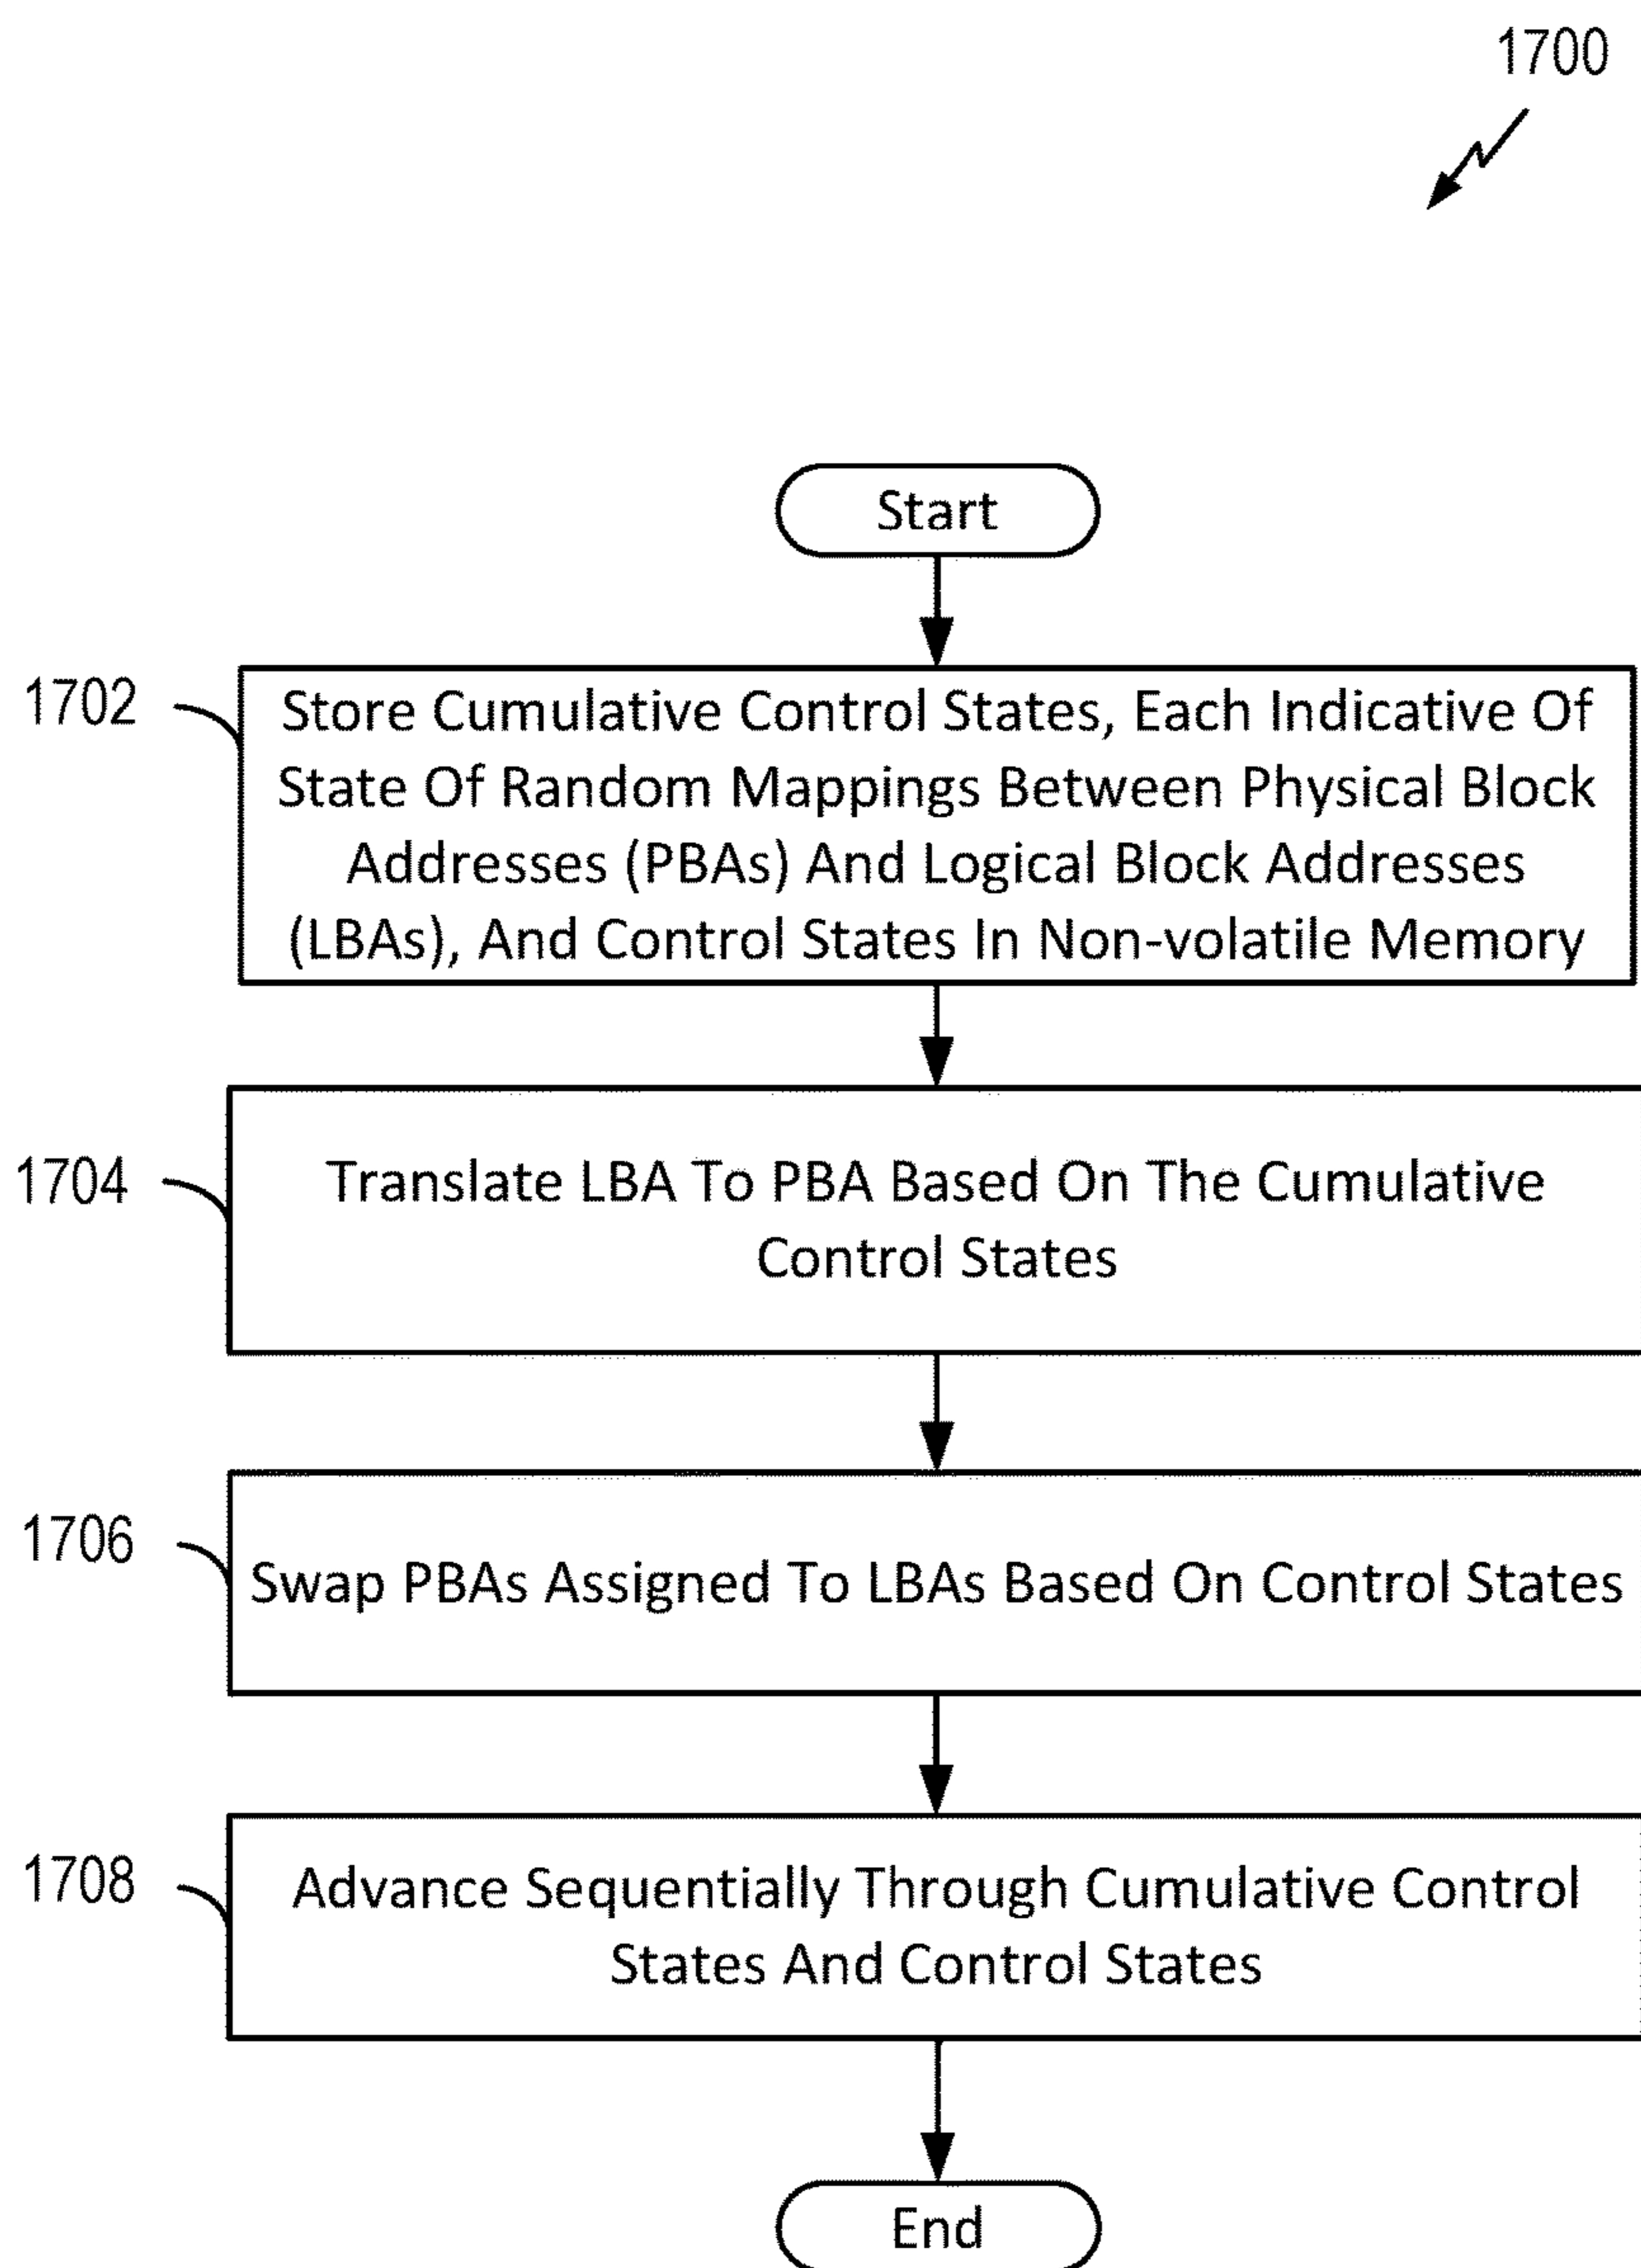 1700
Start
1702
Store Cumulative Control States, Each Indicative Of
State Of Random Mappings Between Physical Block
Addresses (PBAs) And Logical Block Addresses
(LBAs), And Control States In Non-volatile Memory
1704
Translate LBA To PBA Based On The Cumulative
Control States
1706
Swap PBAs Assigned To LBAs Based On Control States
1708
Advance Sequentially Through Cumulative Control
States And Control States
End